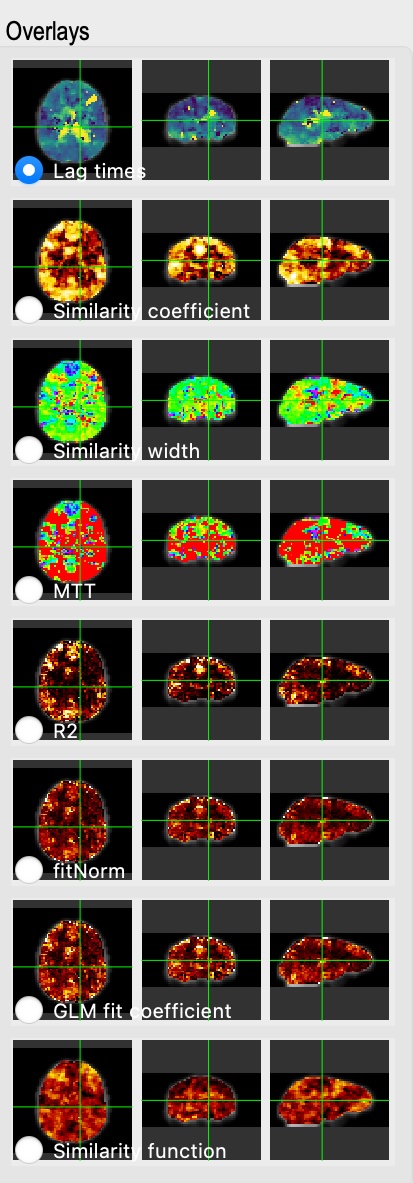 Overlays
Lag times
Similarity coefficient
Similarity width
MTT
R2
fitNorm
GLM fit coefficient
Similarity function